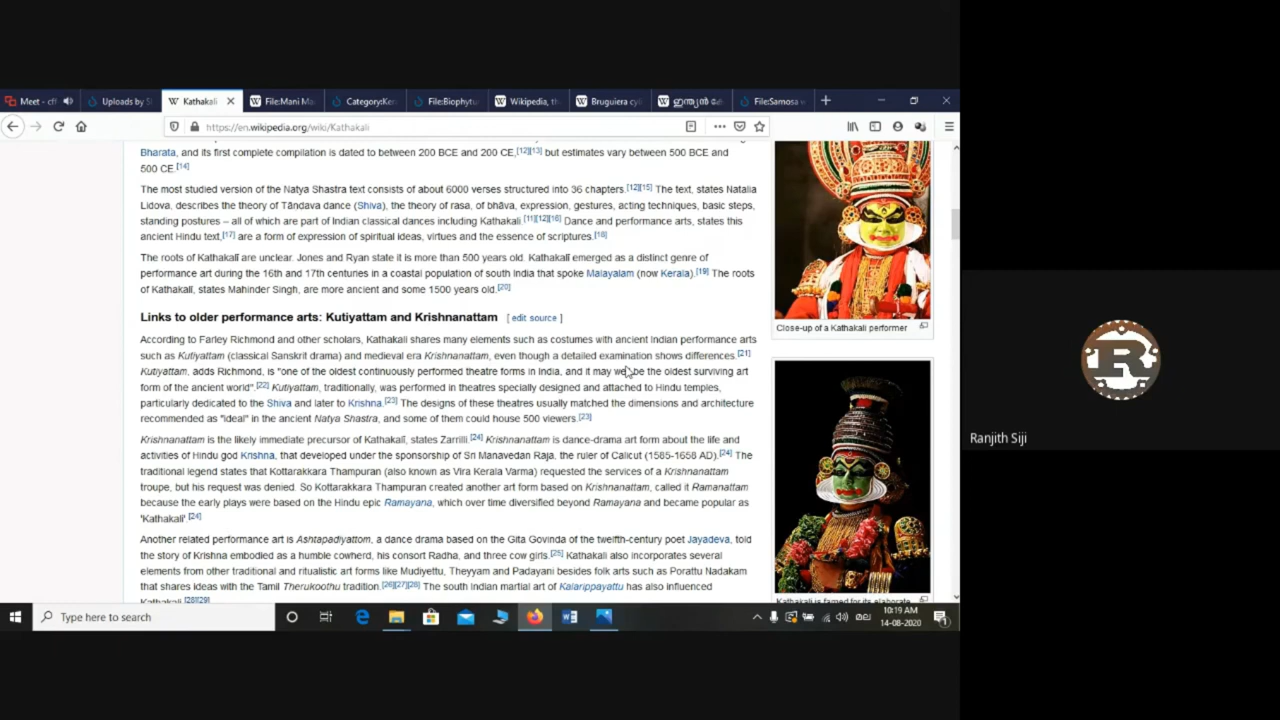 Meet - cff
Uploads by S
Kathakali
File:Mani Ma
Category:Ker
File:Biophytu
Wikipedia, th
Bruguiera cy
ഇന്ത്യൻ
File:Samosa
https://en.wikipedia.org/wiki/Kathakali
Bharata, and its first complete compilation is dated to between 200 BCE and 200 CE,[12][13] but estimates vary between 500 BCE and
500 CE.[14]
The most studied version of the Natya Shastra text consists of about 6000 verses structured into 36 chapters.[12][15] The text, states Natalia
Lidova, describes the theory of Tāṇḍava dance (Shiva), the theory of rasa, of bhāva, expression, gestures, acting techniques, basic steps,
standing postures – all of which are part of Indian classical dances including Kathakali.[11][12][16] Dance and performance arts, states this
ancient Hindu text,[17] are a form of expression of spiritual ideas, virtues and the essence of scriptures.[18]
The roots of Kathakalī are unclear. Jones and Ryan state it is more than 500 years old. Kathakalī emerged as a distinct genre of
performance art during the 16th and 17th centuries in a coastal population of south India that spoke Malayalam (now Kerala).[19] The roots
of Kathakalī, states Mahinder Singh, are more ancient and some 1500 years old.[20]
Links to older performance arts: Kutiyattam and Krishnanattam [ edit source ]
According to Farley Richmond and other scholars, Kathakali shares many elements such as costumes with ancient Indian performance arts
such as Kutiyattam (classical Sanskrit drama) and medieval era Krishnanattam, even though a detailed examination shows differences.[21]
Kutiyattam, adds Richmond, is "one of the oldest continuously performed theatre forms in India, and it may well be the oldest surviving art
form of the ancient world".[22] Kutiyattam, traditionally, was performed in theatres specially designed and attached to Hindu temples,
particularly dedicated to the Shiva and later to Krishna.[23] The designs of these theatres usually matched the dimensions and architecture
recommended as "ideal" in the ancient Natya Shastra, and some of them could house 500 viewers.[23]
Krishnanattam is the likely immediate precursor of Kathakalī, states Zarrilli.[24] Krishnanattam is dance-drama art form about the life and
activities of Hindu god Krishna, that developed under the sponsorship of Sri Manavedan Raja, the ruler of Calicut (1585-1658 AD).[24] The
traditional legend states that Kottarakkara Thampuran (also known as Vira Kerala Varma) requested the services of a Krishnanattam
troupe, but his request was denied. So Kottarakkara Thampuran created another art form based on Krishnanattam, called it Ramanattam
because the early plays were based on the Hindu epic Ramayana, which over time diversified beyond Ramayana and became popular as
'Kathakali'.[24]
Another related performance art is Ashtapadiyattom, a dance drama based on the Gita Govinda of the twelfth-century poet Jayadeva, told
the story of Krishna embodied as a humble cowherd, his consort Radha, and three cow girls.[25] Kathakali also incorporates several
elements from other traditional and ritualistic art forms like Mudiyettu, Theyyam and Padayani besides folk arts such as Porattu Nadakam
that shares ideas with the Tamil Therukoothu tradition.[26][27][28] The south Indian martial art of Kalarippayattu has also influenced
Kathakali.[28][29]
Close-up of a Kathakali performer
Kathakali is famed for its elaborate
Type here to search
10:19 AM
14-08-2020
1
R
Ranjith Siji